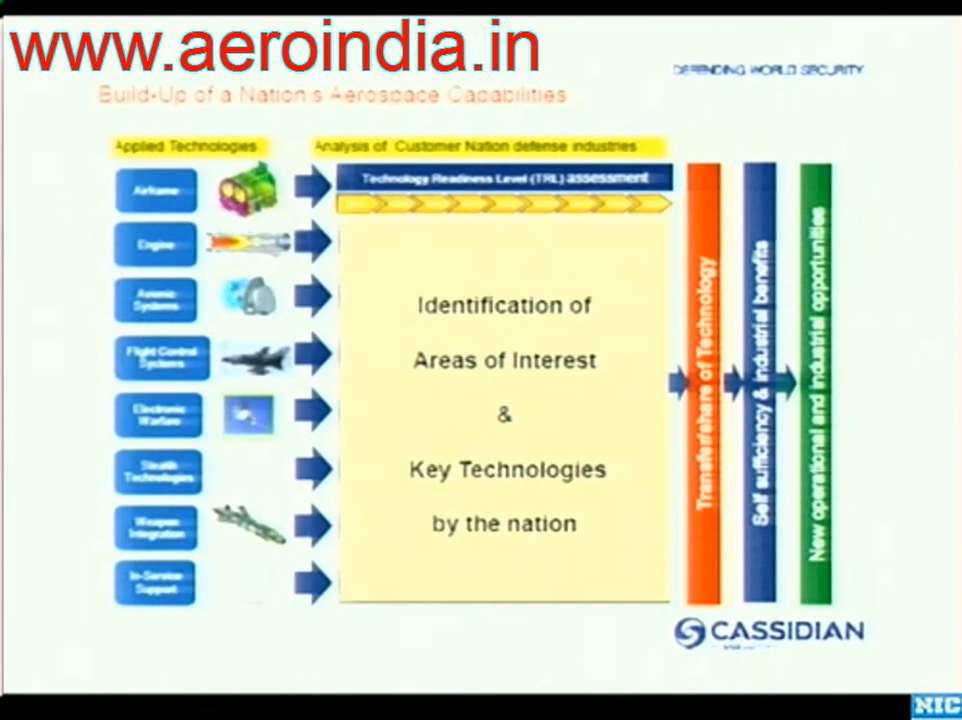 www.aeroindia.in
DEFENDING WORLD SECURITY
Build-Up of a Nation's Aerospace Capabilities
Applied Technologies
Analysis of Customer Nation defense industries
Technology Readiness Level (TRL) assessment
Airframe
Engine
Avionic
Systems
Flight Control
Systems
Electronic
Warfare
Stealth
Technologies
Weapon
Integration
In-Service
Support
Identification of
Areas of Interest
&
Key Technologies
by the nation
Transfer/share of Technology
Self sufficiency & industrial benefits
New operational and industrial opportunities
CASSIDIAN
NIC